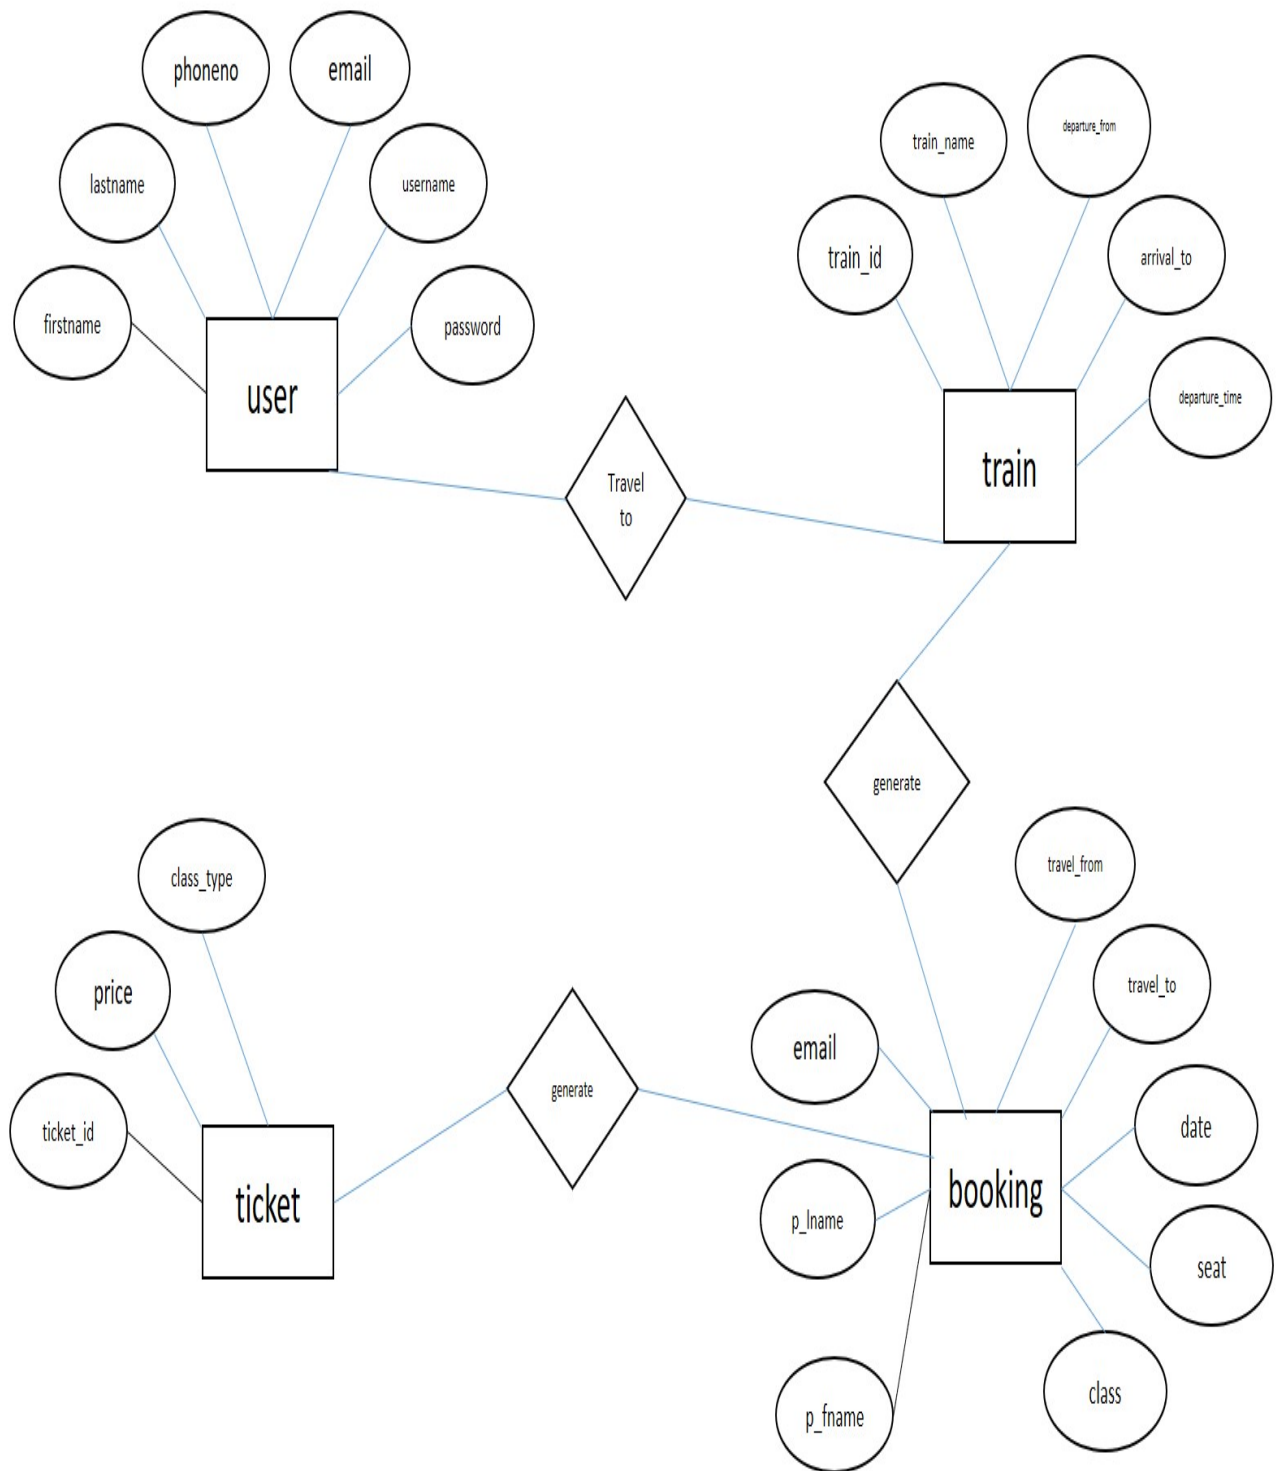 phoneno
email
lastname
username
firstname
password
user
train_name
departure_from
train_id
arrival_to
departure_time
train
Travel
to
generate
class_type
price
ticket_id
ticket
generate
travel_from
travel_to
email
date
p_lname
booking
seat
p_fname
class